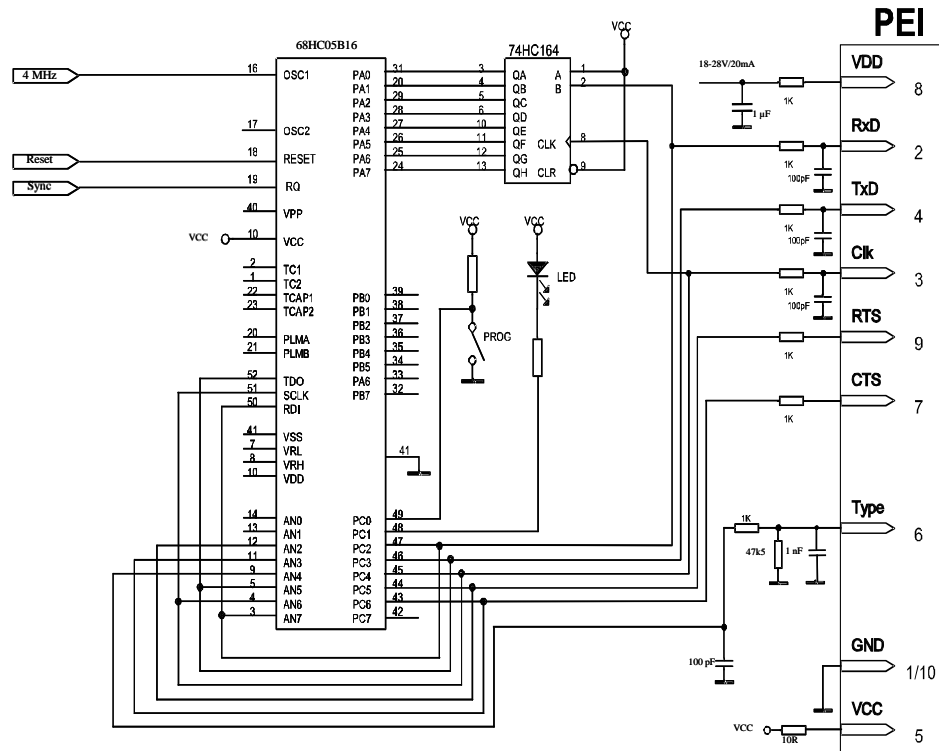 PEI
68HC05B16
74HC164
VCC
4 MHz
16
OSC1
17
OSC2
Reset
18
RESET
Sync
19
RQ
40
VPP
VCC
10
VCC
2
TC1
1
TC2
22
TCAP1
23
TCAP2
20
PLMA
21
PLMB
52
TDO
51
SCLK
50
RDI
41
VSS
7
VRL
8
VRH
10
VDD
14
AN0
13
AN1
12
AN2
11
AN3
9
AN4
5
AN5
4
AN6
3
AN7
PA0 31
PA1 20
PA2 29
PA3 28
PA4 27
PA5 26
PA6 25
PA7 24
PB0 39
PB1 38
PB2 37
PB3 36
PB4 35
PB5 34
PA6 33
PB7 32
41
PC0 49
PC1 48
PC2 47
PC3 46
PC4 45
PC5 44
PC6 43
PC7 42
3 QA
4 QB
5 QC
6 QD
10 QE
11 QF
12 QG
13 QH
A 1
B 2
CLK 8
CLR 9
VCC
VCC
LED
PROG
18-28V/20mA
1 µF
1K
VDD
8
RxD
2
1K
100pF
TxD
4
1K
100pF
Clk
3
1K
100pF
RTS
9
1K
CTS
7
1K
Type
6
1K
47k5
1 nF
100 pF
GND
1/10
VCC
5
VCC
10R